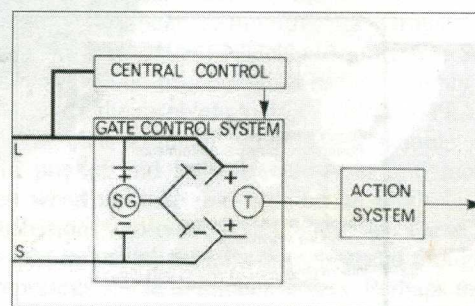 CENTRAL CONTROL
GATE CONTROL SYSTEM
L
+
−
+
SG
T
ACTION
SYSTEM
−
−
+
S